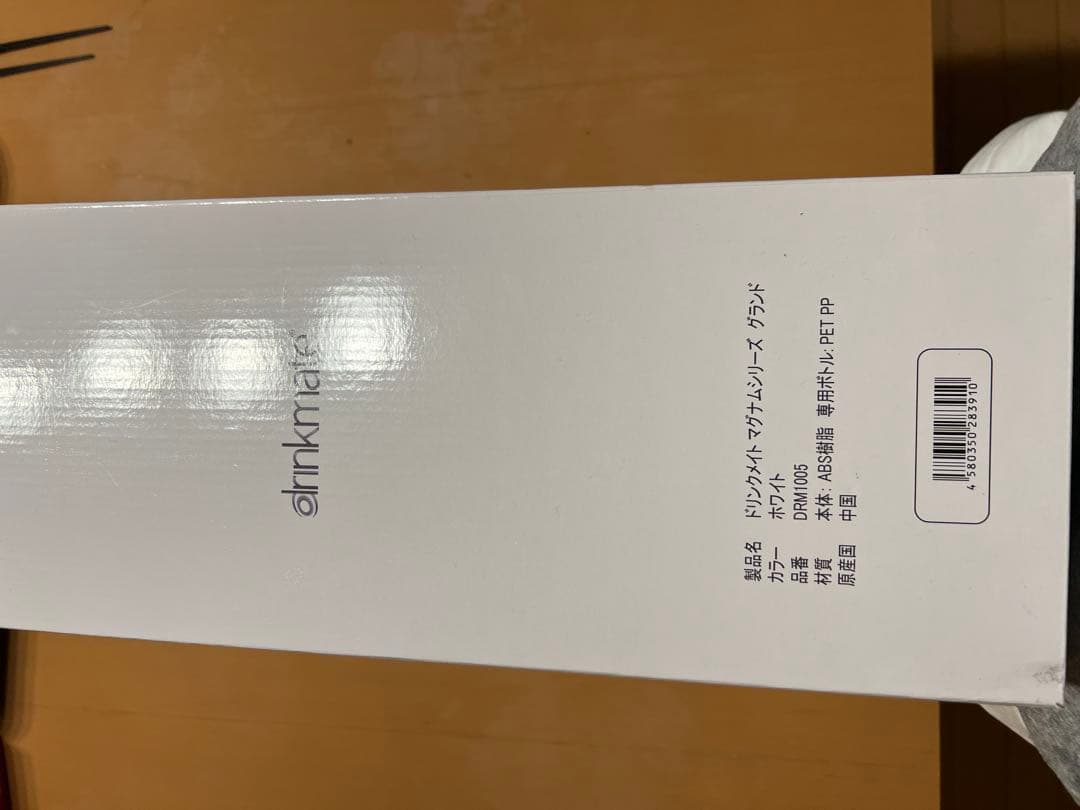 drinkmate
製品名 ドリンクメイト マグナムシリーズ グランド
カラー ホワイト
品番 DRM1005
材質 本体：ABS樹脂 専用ボトル：PET PP
原産国 中国
4 580350 283910